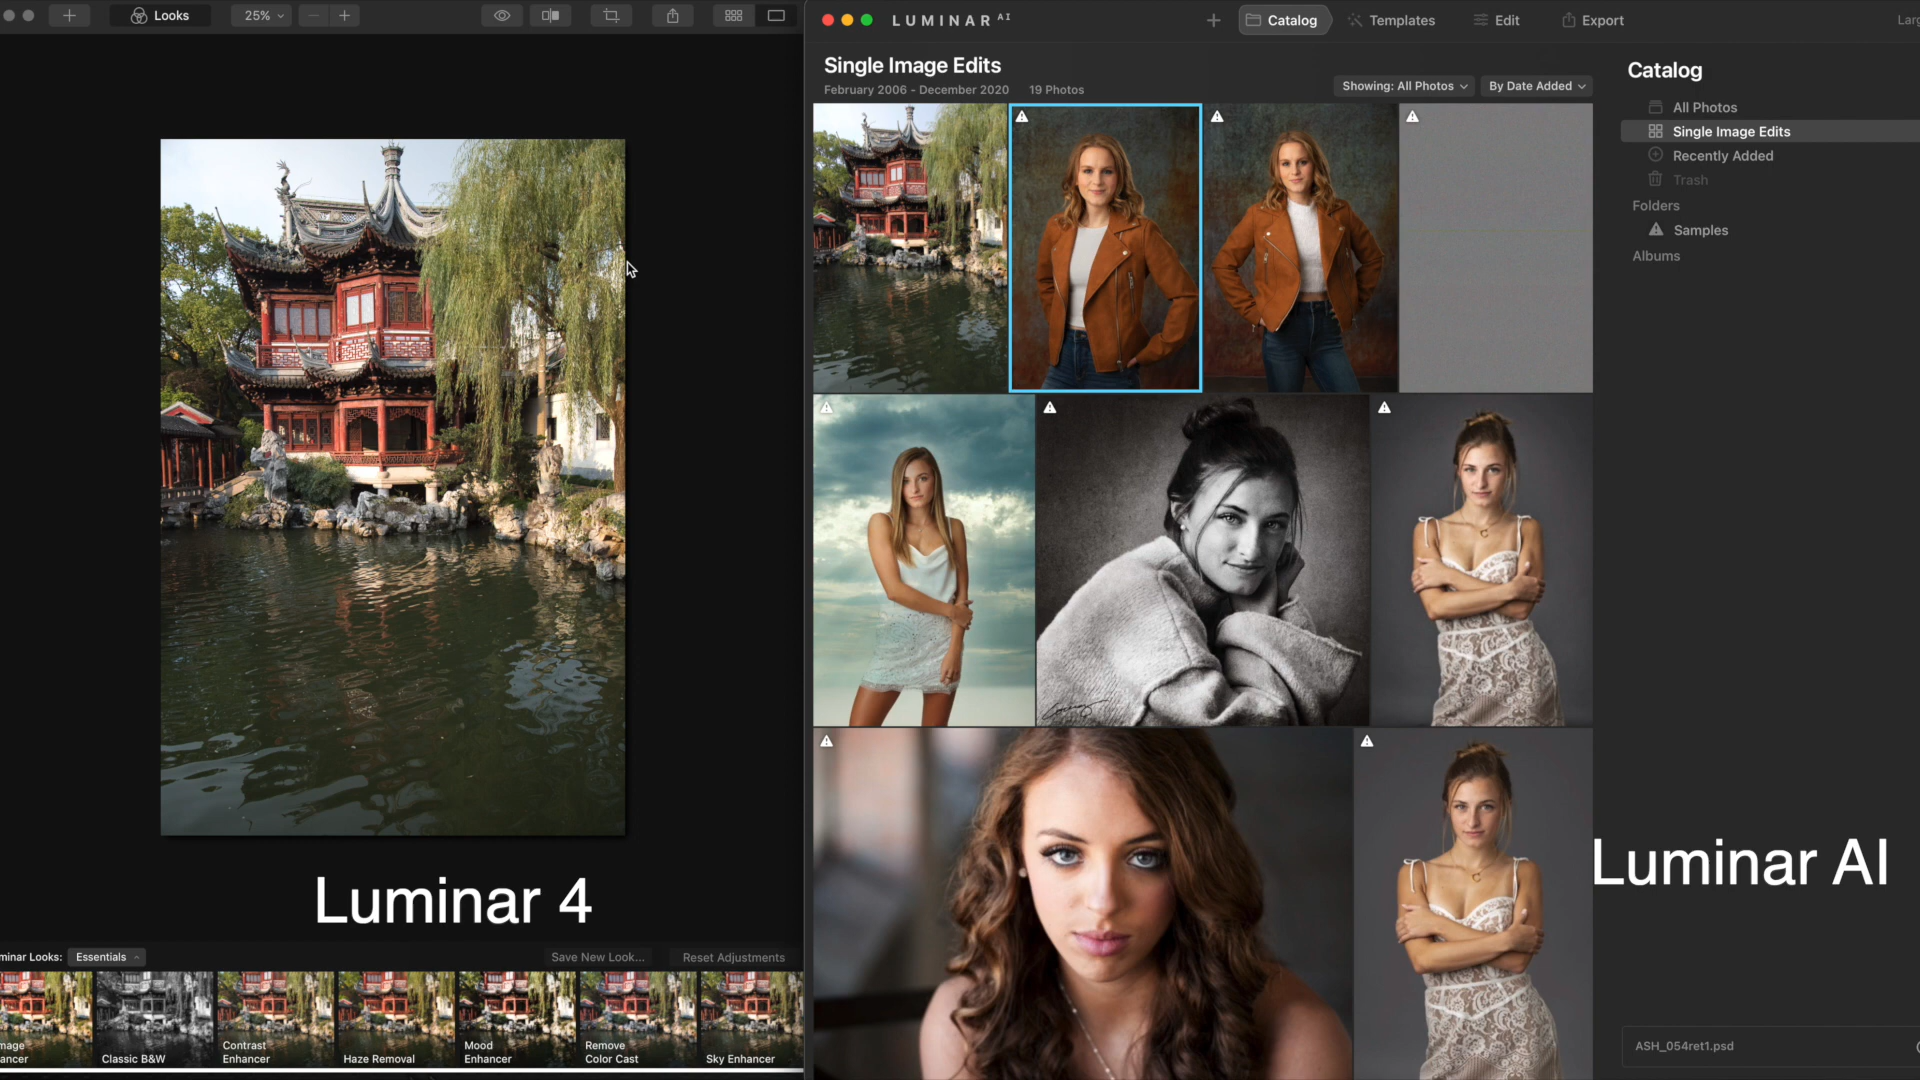 Looks
25%
Luminar 4
Luminar Looks: Essentials
Save New Look...
Reset Adjustments
Classic B&W
Contrast
Enhancer
Haze Removal
Mood
Enhancer
Remove
Color Cast
Sky Enhancer
LUMINAR AI
Catalog
Templates
Edit
Export
Single Image Edits
February 2006 - December 2020 19 Photos
Showing: All Photos
By Date Added
Catalog
All Photos
Single Image Edits
Recently Added
Trash
Folders
Samples
Albums
Luminar AI
ASH_054ret1.psd